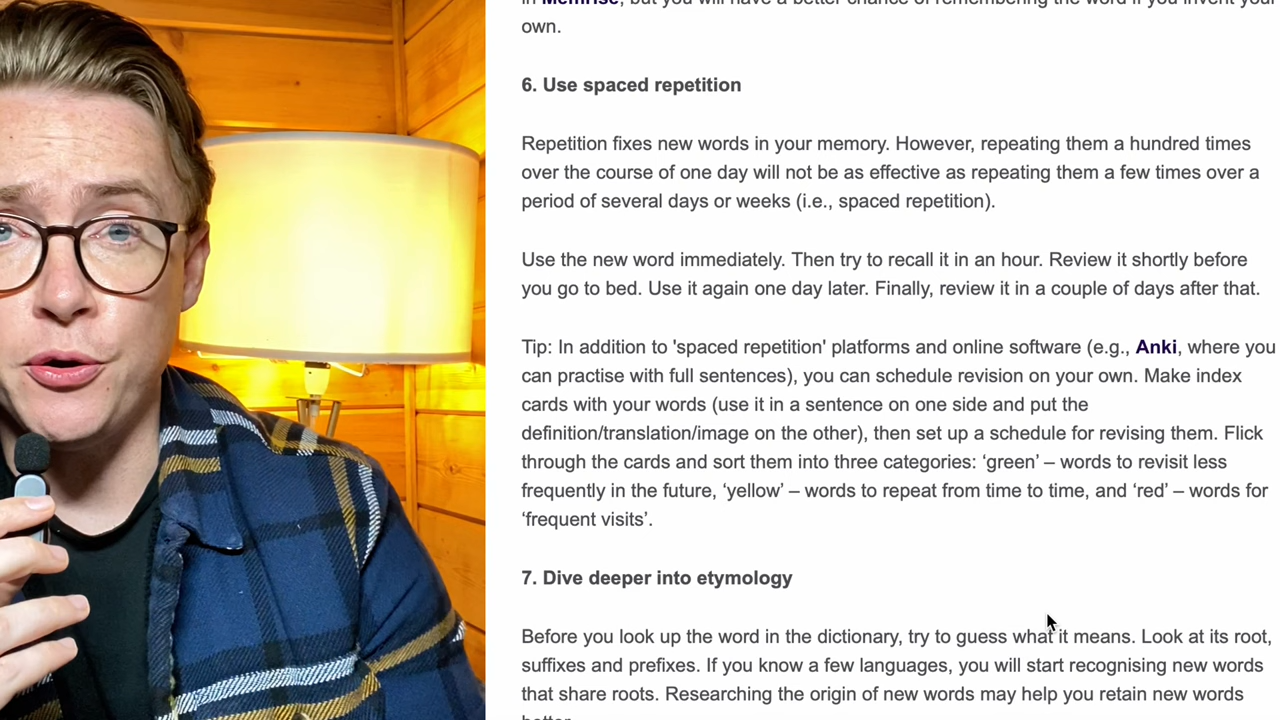 own.
6. Use spaced repetition
Repetition fixes new words in your memory. However, repeating them a hundred times
over the course of one day will not be as effective as repeating them a few times over a
period of several days or weeks (i.e., spaced repetition).
Use the new word immediately. Then try to recall it in an hour. Review it shortly before
you go to bed. Use it again one day later. Finally, review it in a couple of days after that.
Tip: In addition to 'spaced repetition' platforms and online software (e.g., Anki, where you
can practise with full sentences), you can schedule revision on your own. Make index
cards with your words (use it in a sentence on one side and put the
definition/translation/image on the other), then set up a schedule for revising them. Flick
through the cards and sort them into three categories: ‘green’ – words to revisit less
frequently in the future, ‘yellow’ – words to repeat from time to time, and ‘red’ – words for
‘frequent visits’.
7. Dive deeper into etymology
Before you look up the word in the dictionary, try to guess what it means. Look at its root,
suffixes and prefixes. If you know a few languages, you will start recognising new words
that share roots. Researching the origin of new words may help you retain new words